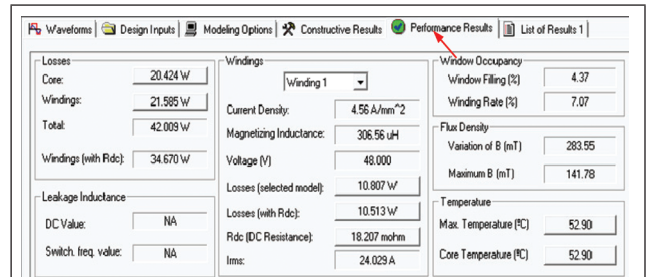 Waveforms Design Inputs Modeling Options Constructive Results Performance Results List of Results 1
Losses
Core: 20.424 W
Windings: 21.585 W
Total: 42.009 W
Windings (with Rdc): 34.670 W
Leakage Inductance
DC Value: NA
Switch. freq. value: NA
Windings
Winding 1
Current Density: 4.56 A/mm^2
Magnetizing Inductance: 306.56 uH
Voltage (V) 48.000
Losses (selected model): 10.807 W
Losses (with Rdc): 10.513 W
Rdc (DC Resistance): 18.207 mohm
Irms: 24.029 A
Window Occupancy
Window Filling (%) 4.37
Winding Rate (%) 7.07
Flux Density
Variation of B (mT) 283.55
Maximum B (mT) 141.78
Temperature
Max. Temperature (ºC) 52.90
Core Temperature (ºC) 52.90